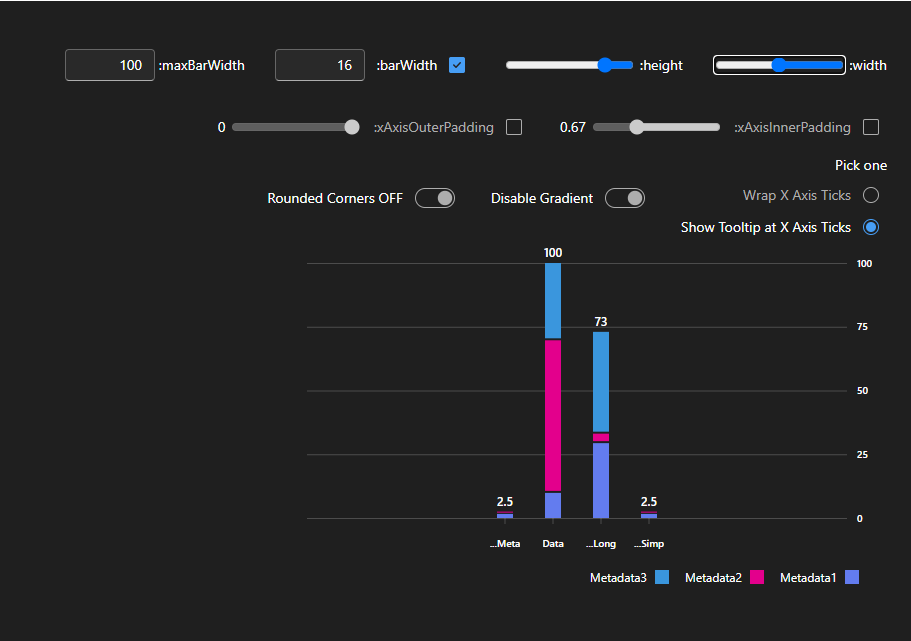 100 :maxBarWidth 16 :barWidth :height :width
0 :xAxisOuterPadding 0.67 :xAxisInnerPadding
Pick one
Rounded Corners OFF Disable Gradient Wrap X Axis Ticks
Show Tooltip at X Axis Ticks
100
100
75
73
50
25
2.5 2.5
0
...Meta Data ...Long ...Simp
Metadata3 Metadata2 Metadata1